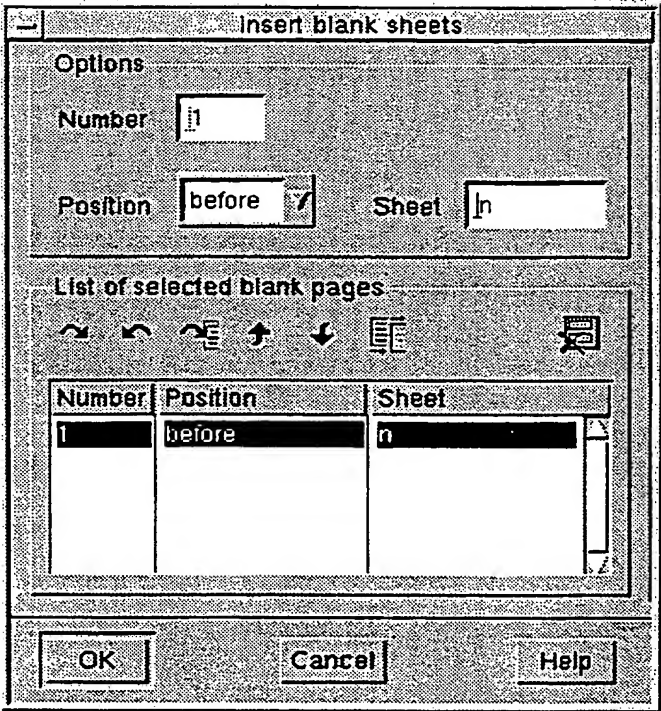 Insert blank sheets
Options
Number 1
Position before Sheet n
List of selected blank pages
Number Position Sheet
1 before n
OK Cancel Help